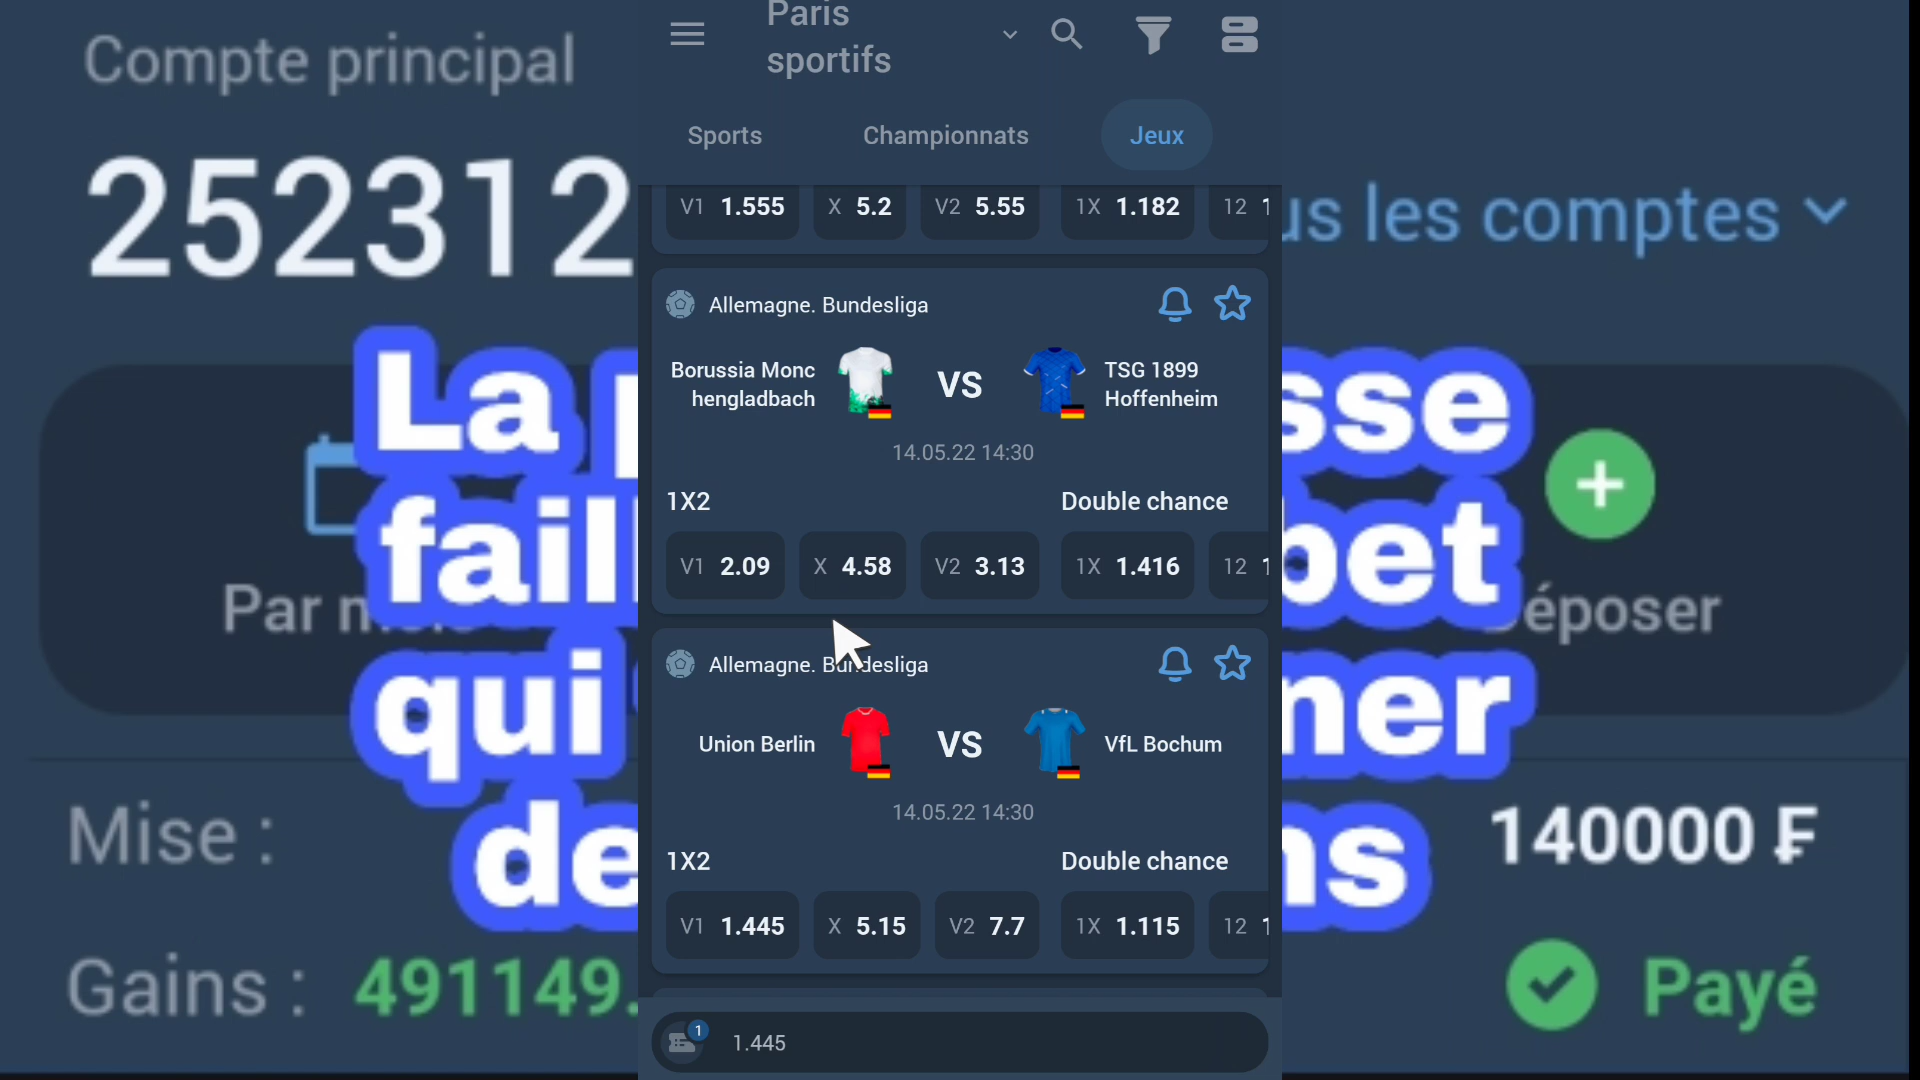 Compte principal
252312
us les comptes
La
sse
fail
bet
qui
ner
de
ns
Par
Déposer
Mise :
140000 ₣
Gains :
491149.
Payé
Paris
sportifs
Sports
Championnats
Jeux
V1 1.555
X 5.2
V2 5.55
1X 1.182
12 1
Allemagne. Bundesliga
Borussia Monc
hengladbach
VS
TSG 1899
Hoffenheim
14.05.22 14:30
1X2
Double chance
V1 2.09
X 4.58
V2 3.13
1X 1.416
12 1
Allemagne. Bundesliga
Union Berlin
VS
VfL Bochum
14.05.22 14:30
1X2
Double chance
V1 1.445
X 5.15
V2 7.7
1X 1.115
12 1
1
1.445